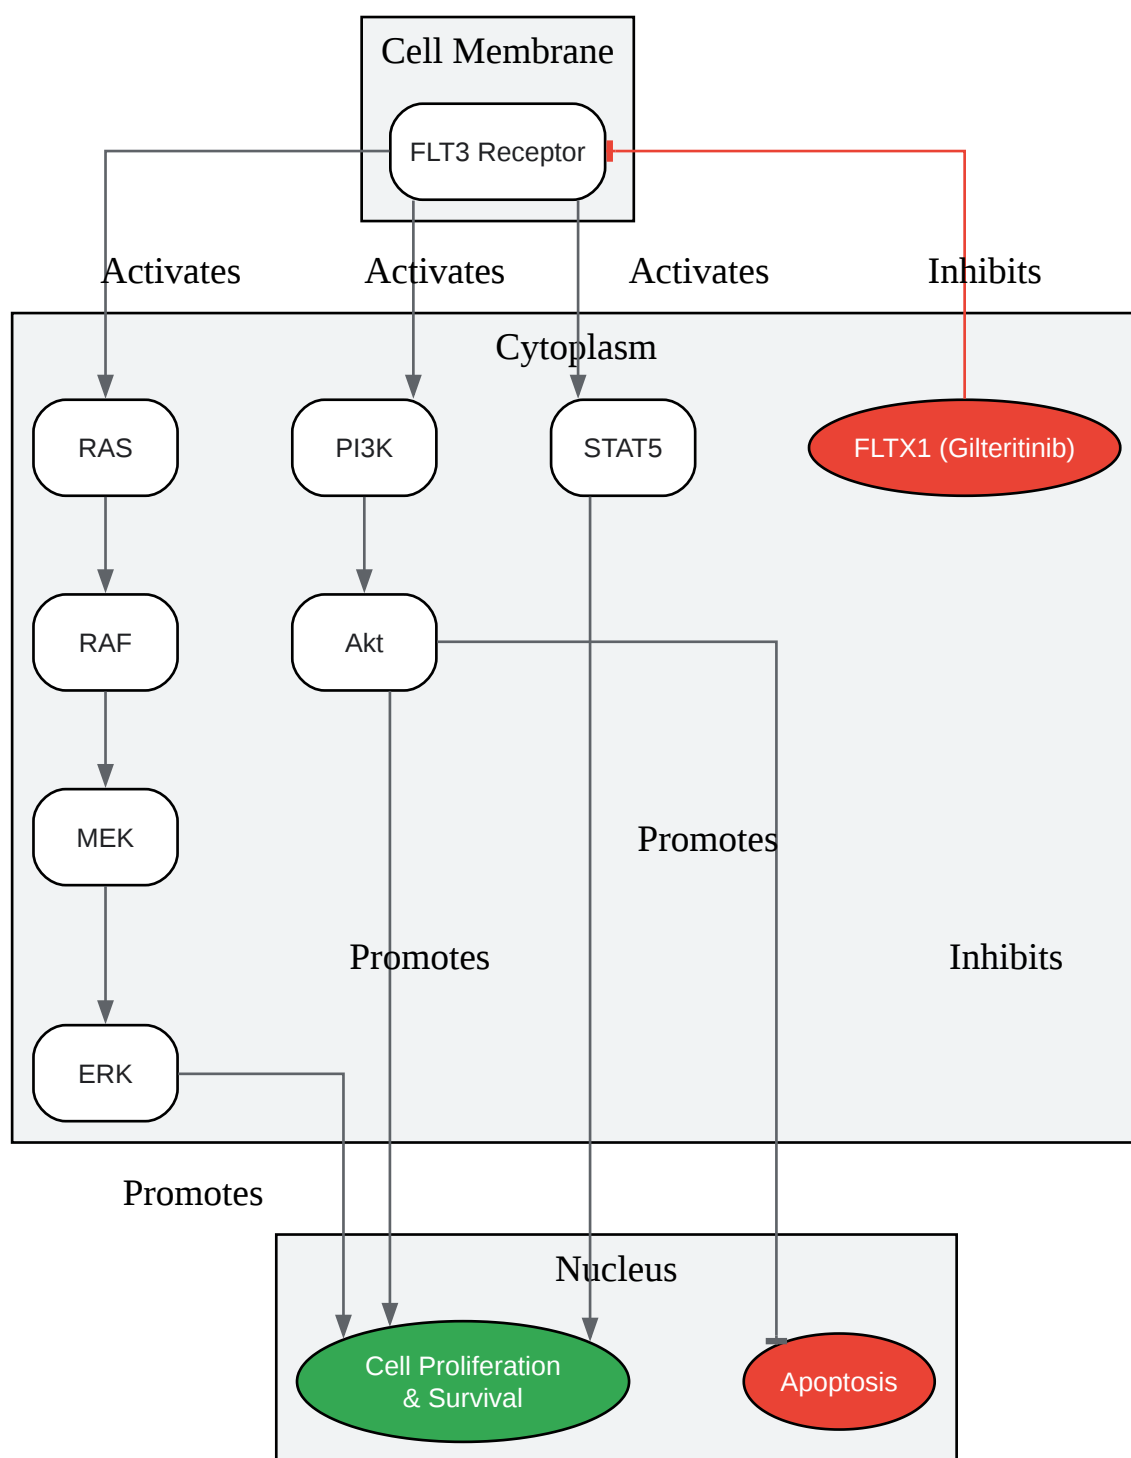 Cell Membrane
FLT3 Receptor
Activates
Activates
Activates
Inhibits
Cytoplasm
RAS
PI3K
STAT5
FLTX1 (Gilteritinib)
RAF
Akt
MEK
Promotes
Promotes
Inhibits
ERK
Promotes
Nucleus
Cell Proliferation
& Survival
Apoptosis